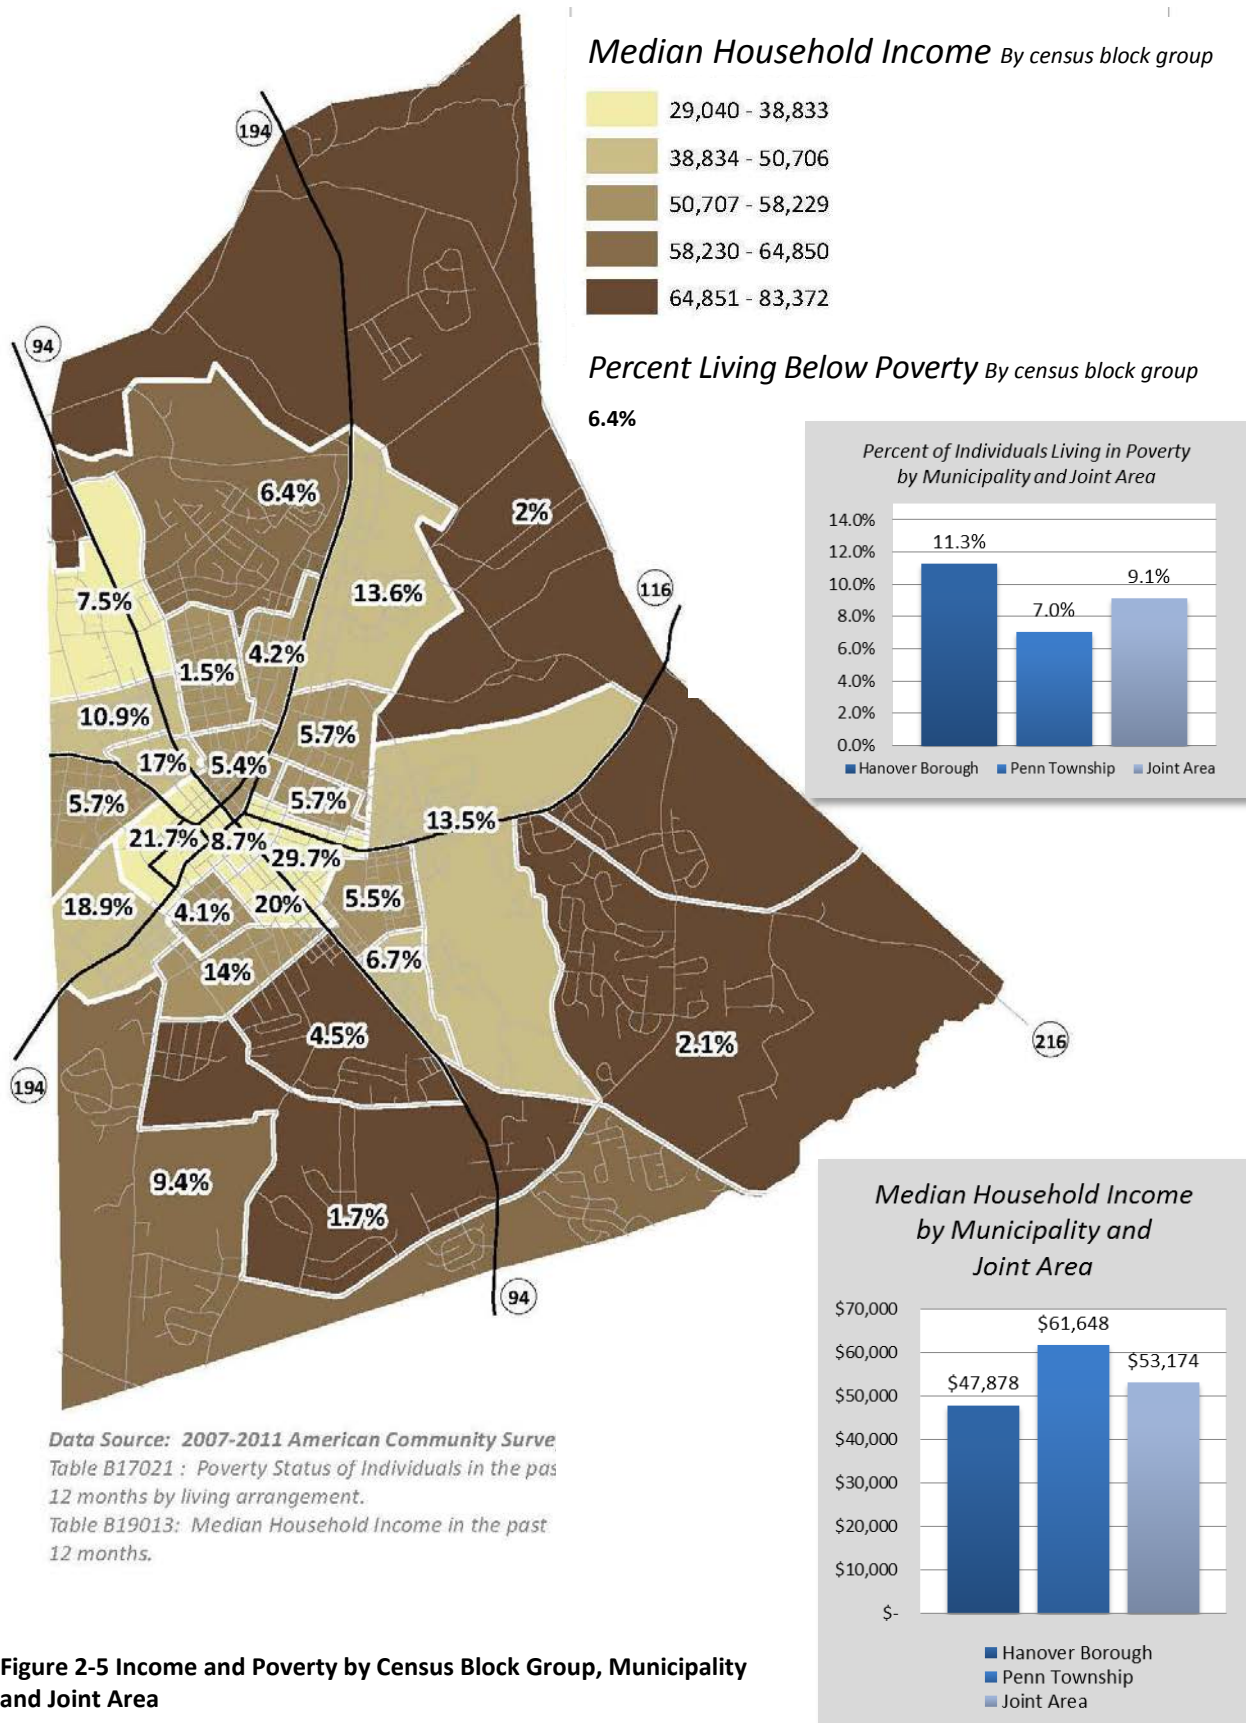 Median Household Income By census block group
29,040 - 38,833
38,834 - 50,706
50,707 - 58,229
58,230 - 64,850
64,851 - 83,372
Percent Living Below Poverty By census block group
6.4%
194
94
6.4%
2%
7.5%
13.6%
116
1.5%
4.2%
10.9%
5.7%
17%
5.4%
5.7%
5.7%
21.7%
8.7%
29.7%
13.5%
18.9%
4.1%
20%
5.5%
14%
6.7%
4.5%
2.1%
216
194
9.4%
1.7%
94
Percent of Individuals Living in Poverty
by Municipality and Joint Area
14.0%
12.0%
10.0%
8.0%
6.0%
4.0%
2.0%
0.0%
11.3%
7.0%
9.1%
Hanover Borough Penn Township Joint Area
Median Household Income
by Municipality and
Joint Area
$70,000
$60,000
$50,000
$40,000
$30,000
$20,000
$10,000
$-
$47,878
$61,648
$53,174
Hanover Borough
Penn Township
Joint Area
Data Source: 2007-2011 American Community Surve
Table B17021 : Poverty Status of Individuals in the pas
12 months by living arrangement.
Table B19013: Median Household Income in the past
12 months.
Figure 2-5 Income and Poverty by Census Block Group, Municipality
and Joint Area